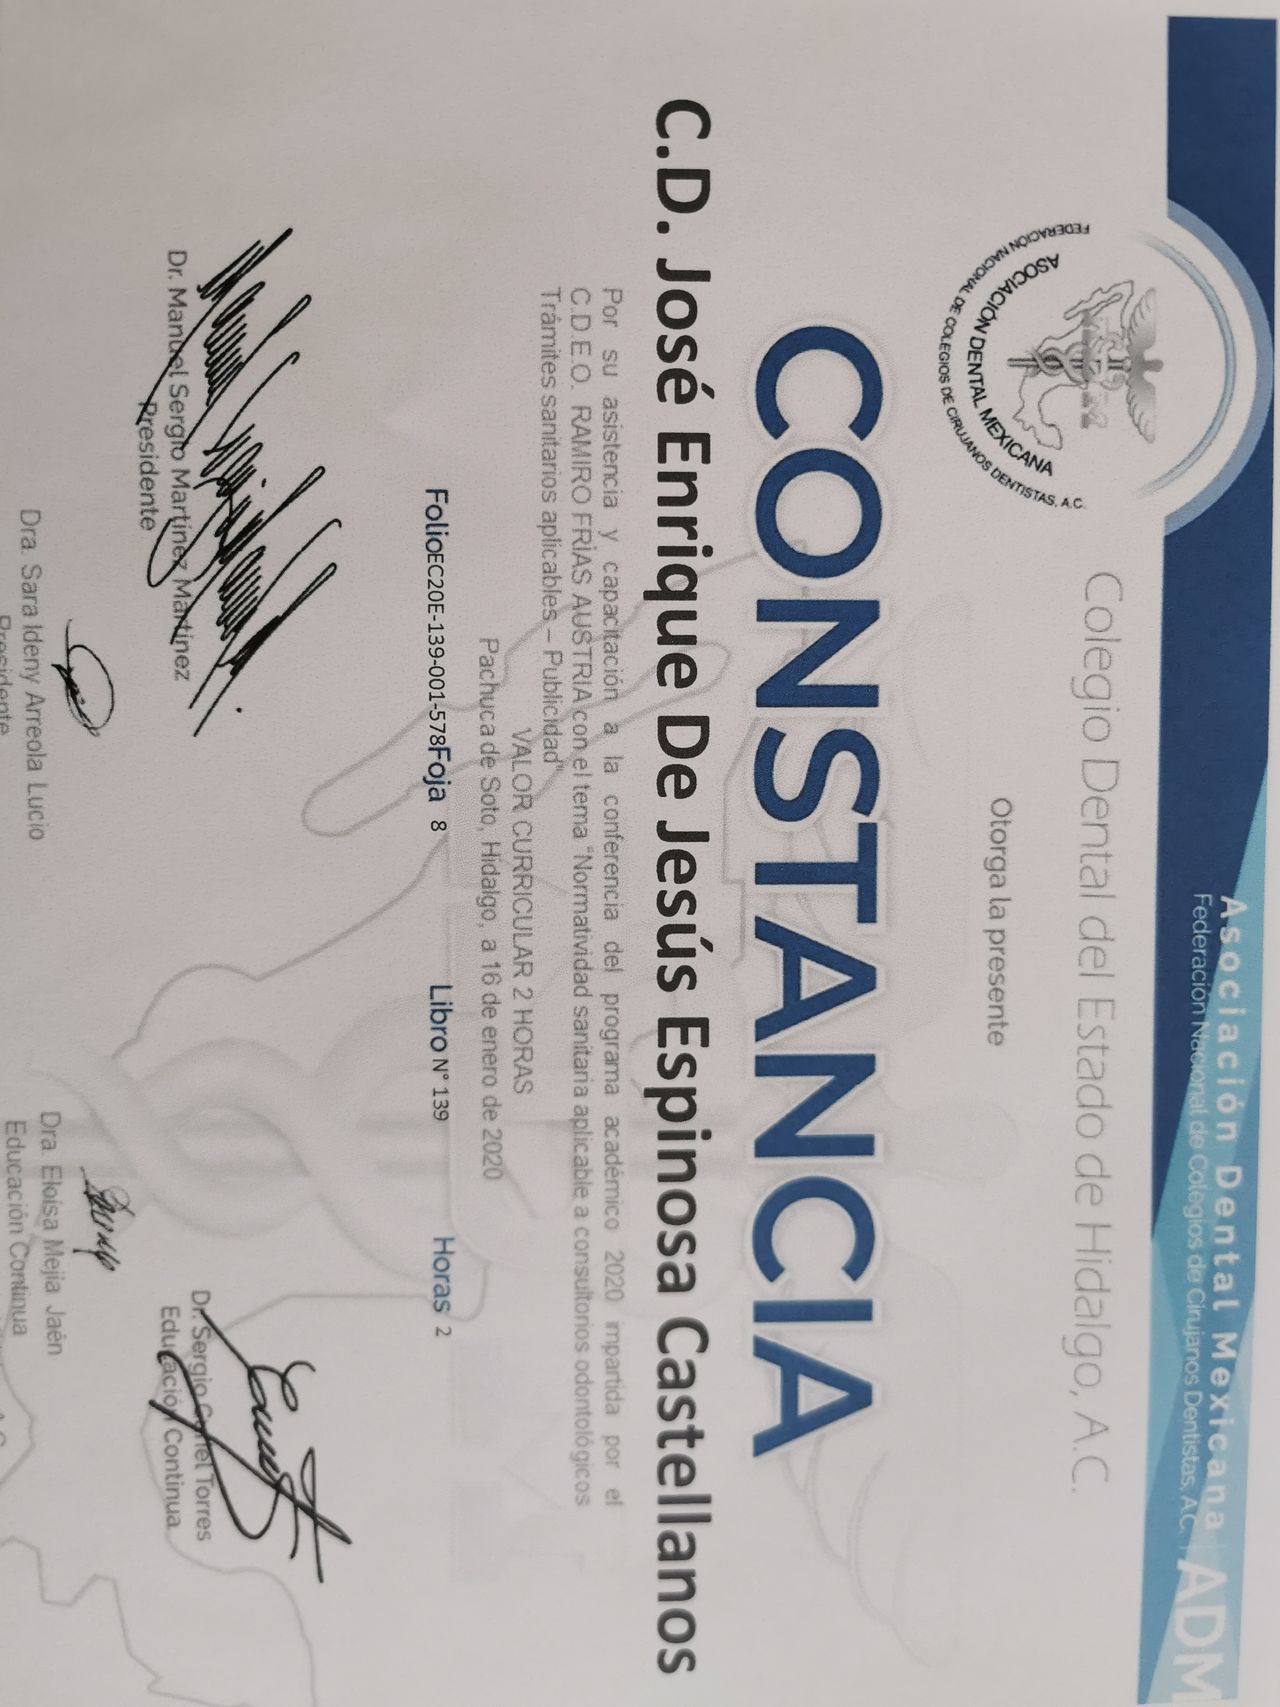 Asociación Dental Mexicana | ADM
Federación Nacional de Colegios de Cirujanos Dentistas, A.C.
ASOCIACIÓN DENTAL MEXICANA
FEDERACIÓN NACIONAL DE COLEGIOS DE CIRUJANOS DENTISTAS, A.C.
Colegio Dental del Estado de Hidalgo, A.C.
Otorga la presente
CONSTANCIA
C.D. José Enrique De Jesús Espinosa Castellanos
Por su asistencia y capacitación a la conferencia del programa académico 2020 impartida por el
C.D.E.O. RAMIRO FRÍAS AUSTRIA con el tema "Normatividad sanitaria aplicable a consultorios odontológicos
Trámites sanitarios aplicables – Publicidad"
VALOR CURRICULAR 2 HORAS
Pachuca de Soto, Hidalgo, a 16 de enero de 2020
FolioEC20E-139-001-578Foja 8 Libro N° 139 Horas 2
Dr. Manuel Sergio Martínez Martínez
Presidente
Dr. Sergio Curiel Torres
Educación Continua
Dra. Sara Ideny Arreola Lucio
Presidente
Dra. Eloísa Mejía Jaén
Educación Continua